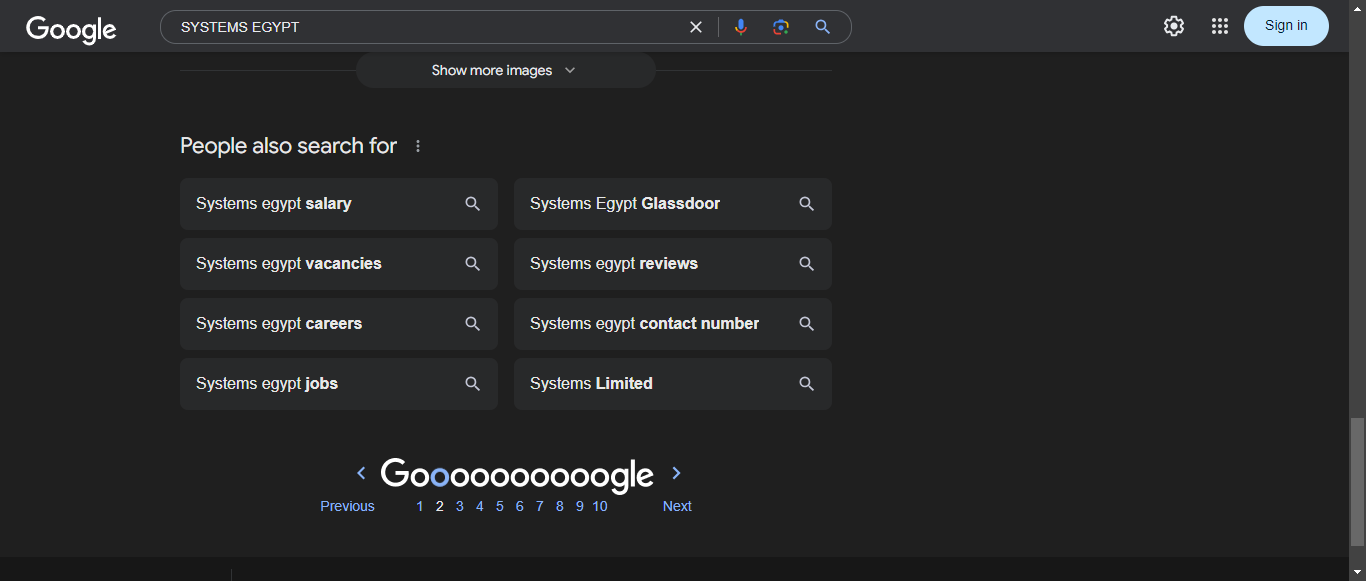 Google
SYSTEMS EGYPT
Sign in
Show more images
People also search for
Systems egypt salary
Systems Egypt Glassdoor
Systems egypt vacancies
Systems egypt reviews
Systems egypt careers
Systems egypt contact number
Systems egypt jobs
Systems Limited
Goooooooooogle
Previous 1 2 3 4 5 6 7 8 9 10 Next